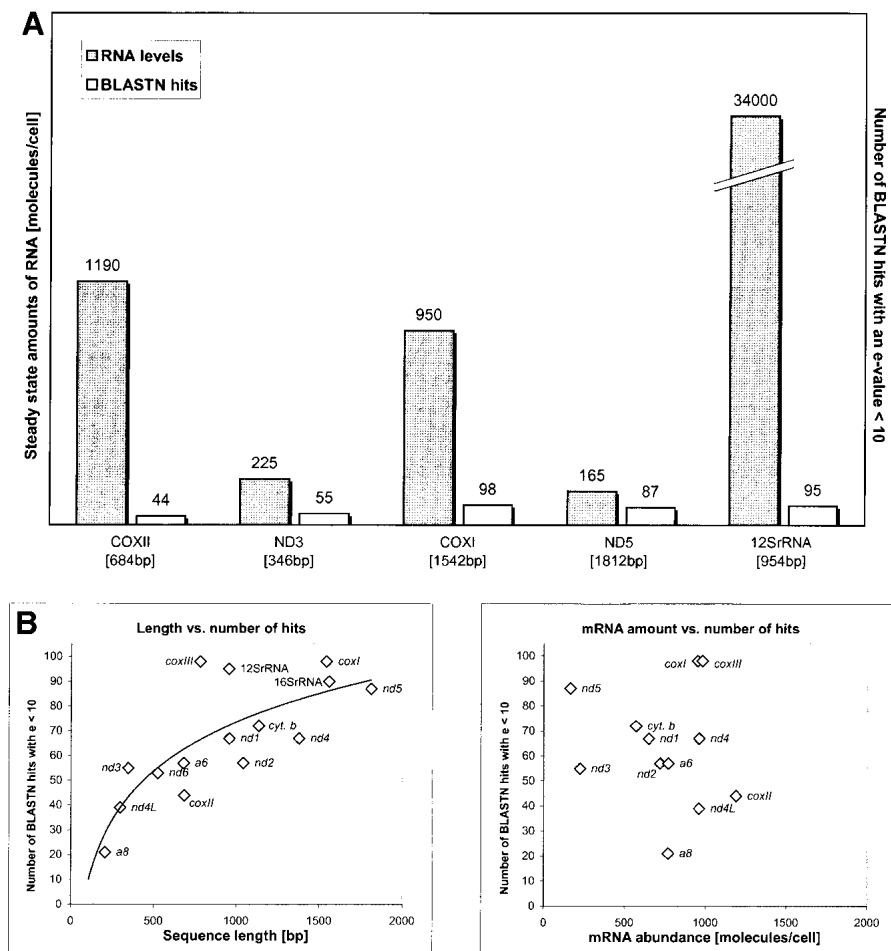 A
RNA levels
BLASTN hits
Steady state amounts of RNA [molecules/cell]
Number of BLASTN hits with an e-value < 10
1190
44
225
55
950
98
165
87
34000
95
COXII
[684bp]
ND3
[346bp]
COXI
[1542bp]
ND5
[1812bp]
12SrRNA
[954bp]
B
Length vs. number of hits
Number of BLASTN hits with e < 10
100
90
80
70
60
50
40
30
20
10
0
coxIII
12SrRNA
coxI
16SrRNA
nd5
cyt. b
nd1
nd4
nd3
a6
nd6
nd2
coxII
nd4L
a8
0
500
1000
1500
2000
Sequence length [bp]
mRNA amount vs. number of hits
Number of BLASTN hits with e < 10
100
90
80
70
60
50
40
30
20
10
0
coxI
coxIII
nd5
cyt. b
nd1
nd4
nd3
nd2
a6
coxII
nd4L
a8
0
500
1000
1500
2000
mRNA abundance [molecules/cell]